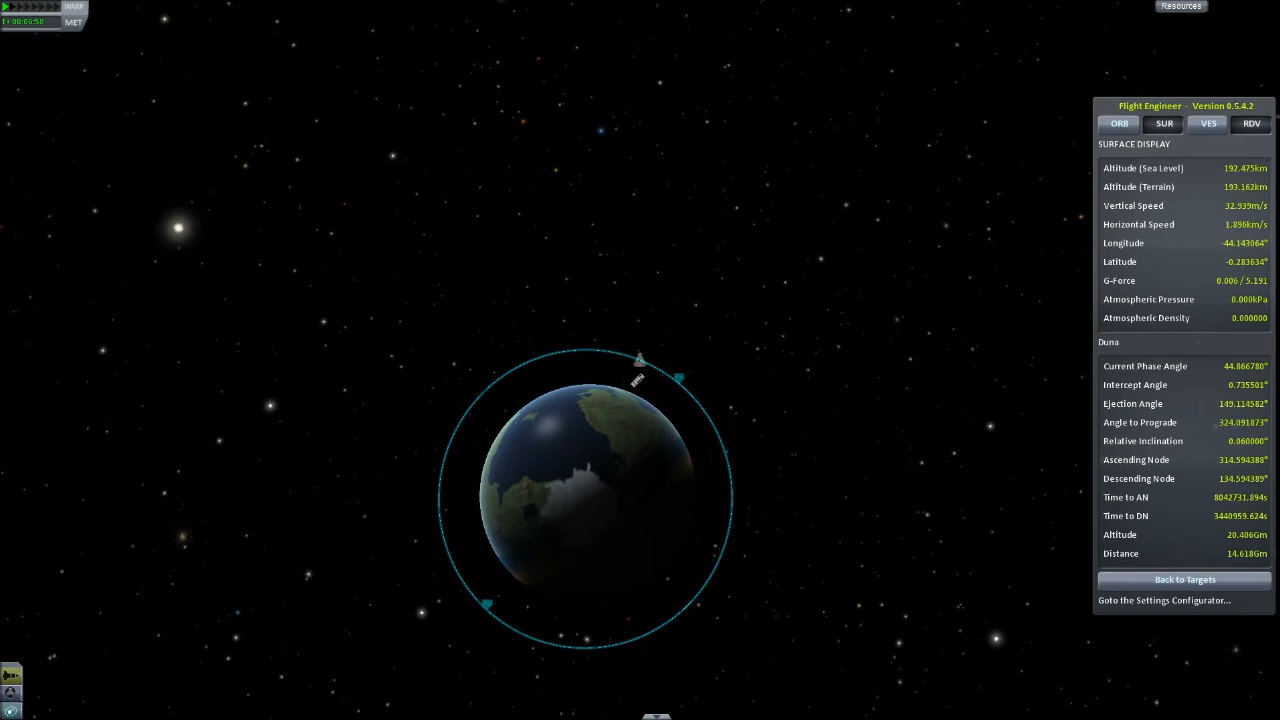 WARP
T+ 00:06:50
MET
Resources
Flight Engineer - Version 0.5.4.2
ORB SUR VES RDV
SURFACE DISPLAY
Altitude (Sea Level) 192.475km
Altitude (Terrain) 193.162km
Vertical Speed 32.939m/s
Horizontal Speed 1.896km/s
Longitude -44.143064°
Latitude -0.283634°
G-Force 0.006 / 5.191
Atmospheric Pressure 0.000kPa
Atmospheric Density 0.000000
Duna
Current Phase Angle 44.866780°
Intercept Angle 0.735501°
Ejection Angle 149.114582°
Angle to Prograde 324.091873°
Relative Inclination 0.060000°
Ascending Node 314.594388°
Descending Node 134.594389°
Time to AN 8042731.894s
Time to DN 3440959.624s
Altitude 20.406Gm
Distance 14.618Gm
Back to Targets
Goto the Settings Configurator...